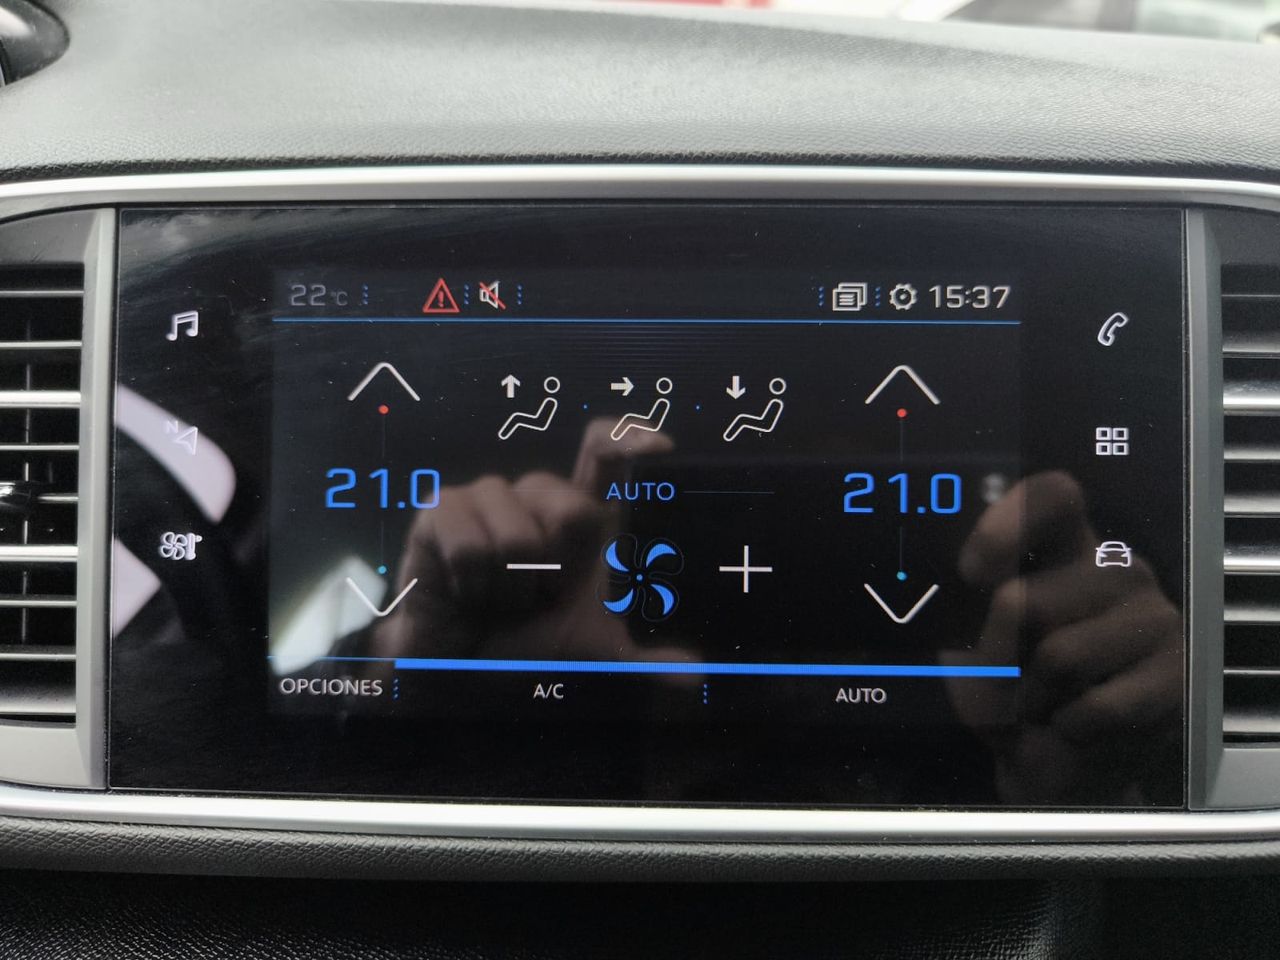 22°C 15:37
N
21.0 AUTO 21.0
OPCIONES A/C AUTO